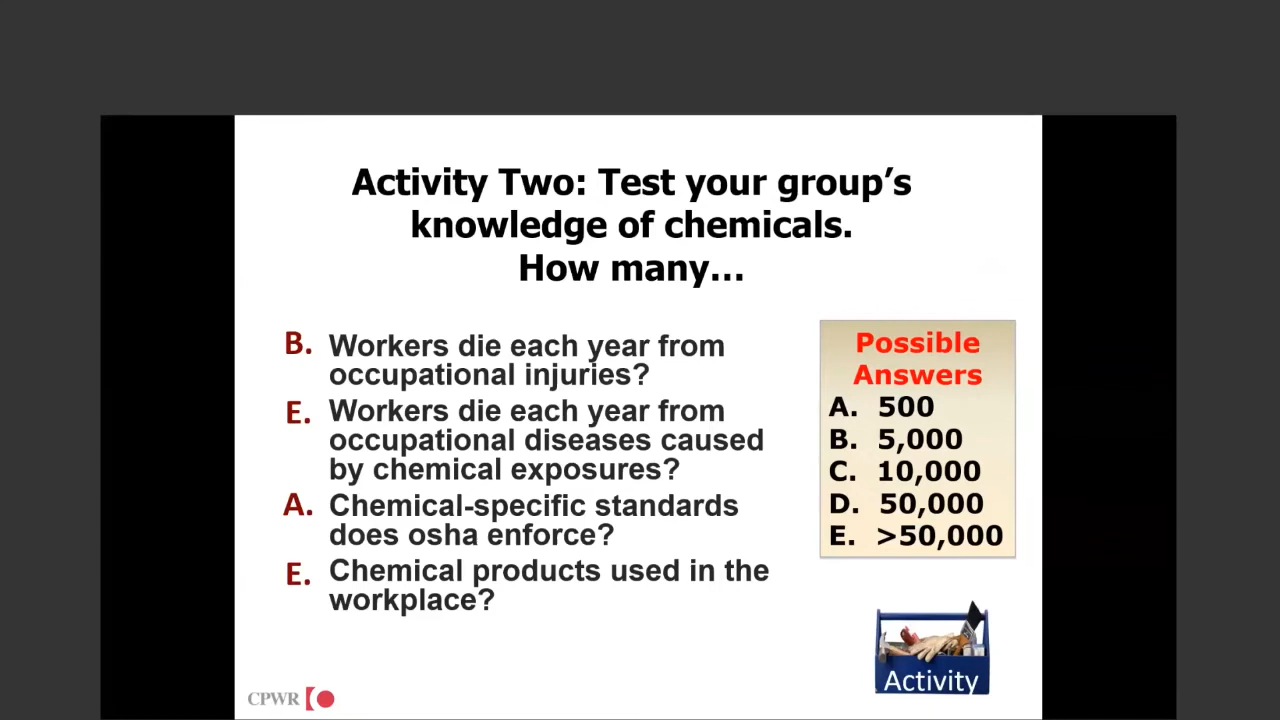 Activity Two: Test your group’s
knowledge of chemicals.
How many…
B. Workers die each year from
occupational injuries?
E. Workers die each year from
occupational diseases caused
by chemical exposures?
A. Chemical-specific standards
does osha enforce?
E. Chemical products used in the
workplace?
Possible
Answers
A. 500
B. 5,000
C. 10,000
D. 50,000
E. >50,000
Activity
CPWR